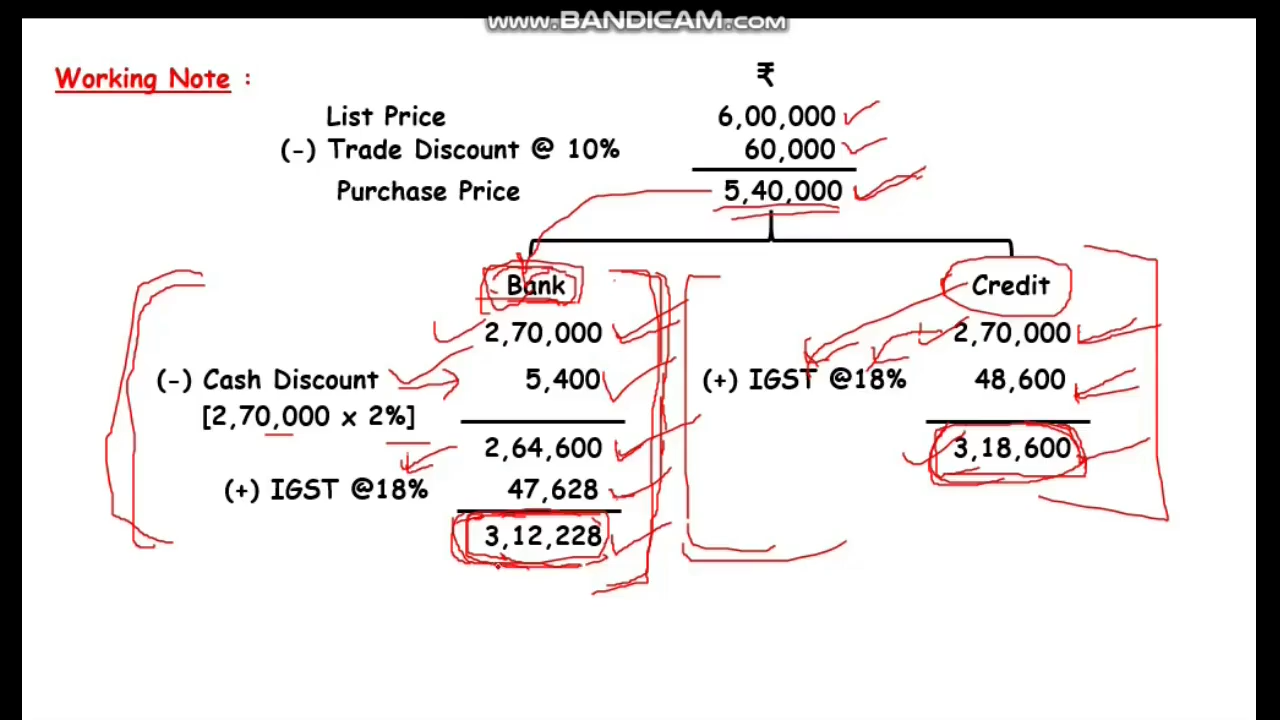 www.BANDICAM.com
Working Note :
₹
List Price 6,00,000
(-) Trade Discount @ 10% 60,000
Purchase Price 5,40,000
Bank Credit
2,70,000 2,70,000
(-) Cash Discount 5,400 (+) IGST @18% 48,600
[2,70,000 x 2%]
2,64,600 3,18,600
(+) IGST @18% 47,628
3,12,228